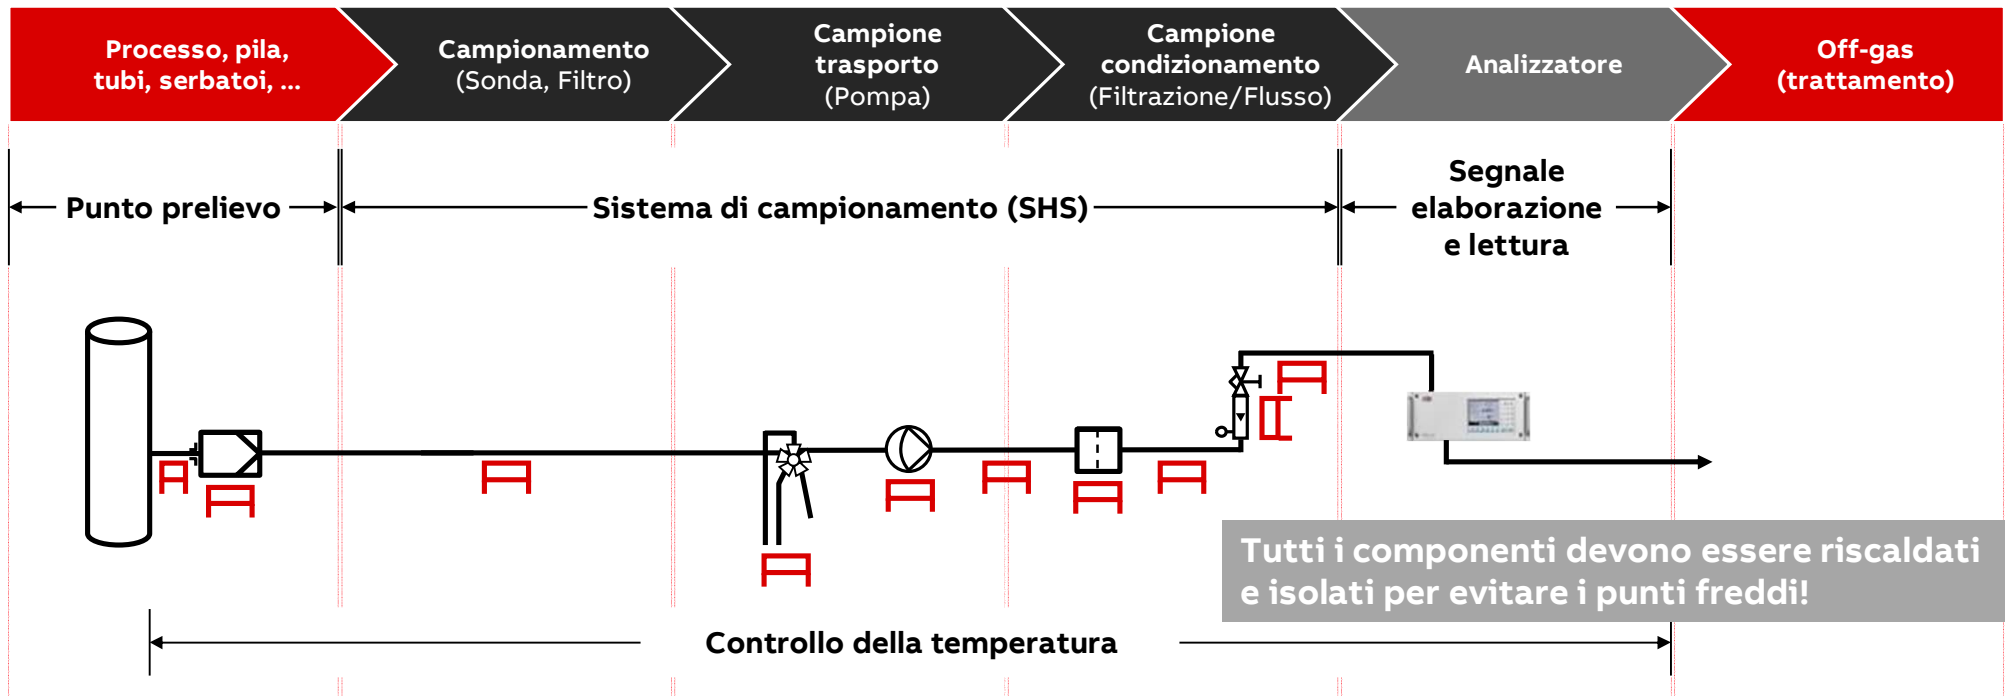 Processo, pila,
tubi, serbatoi, ...
Campionamento
(Sonda, Filtro)
Campione
trasporto
(Pompa)
Campione
condizionamento
(Filtrazione/Flusso)
Analizzatore
Off-gas
(trattamento)
Punto prelievo
Sistema di campionamento (SHS)
Segnale
elaborazione
e lettura
Tutti i componenti devono essere riscaldati
e isolati per evitare i punti freddi!
Controllo della temperatura